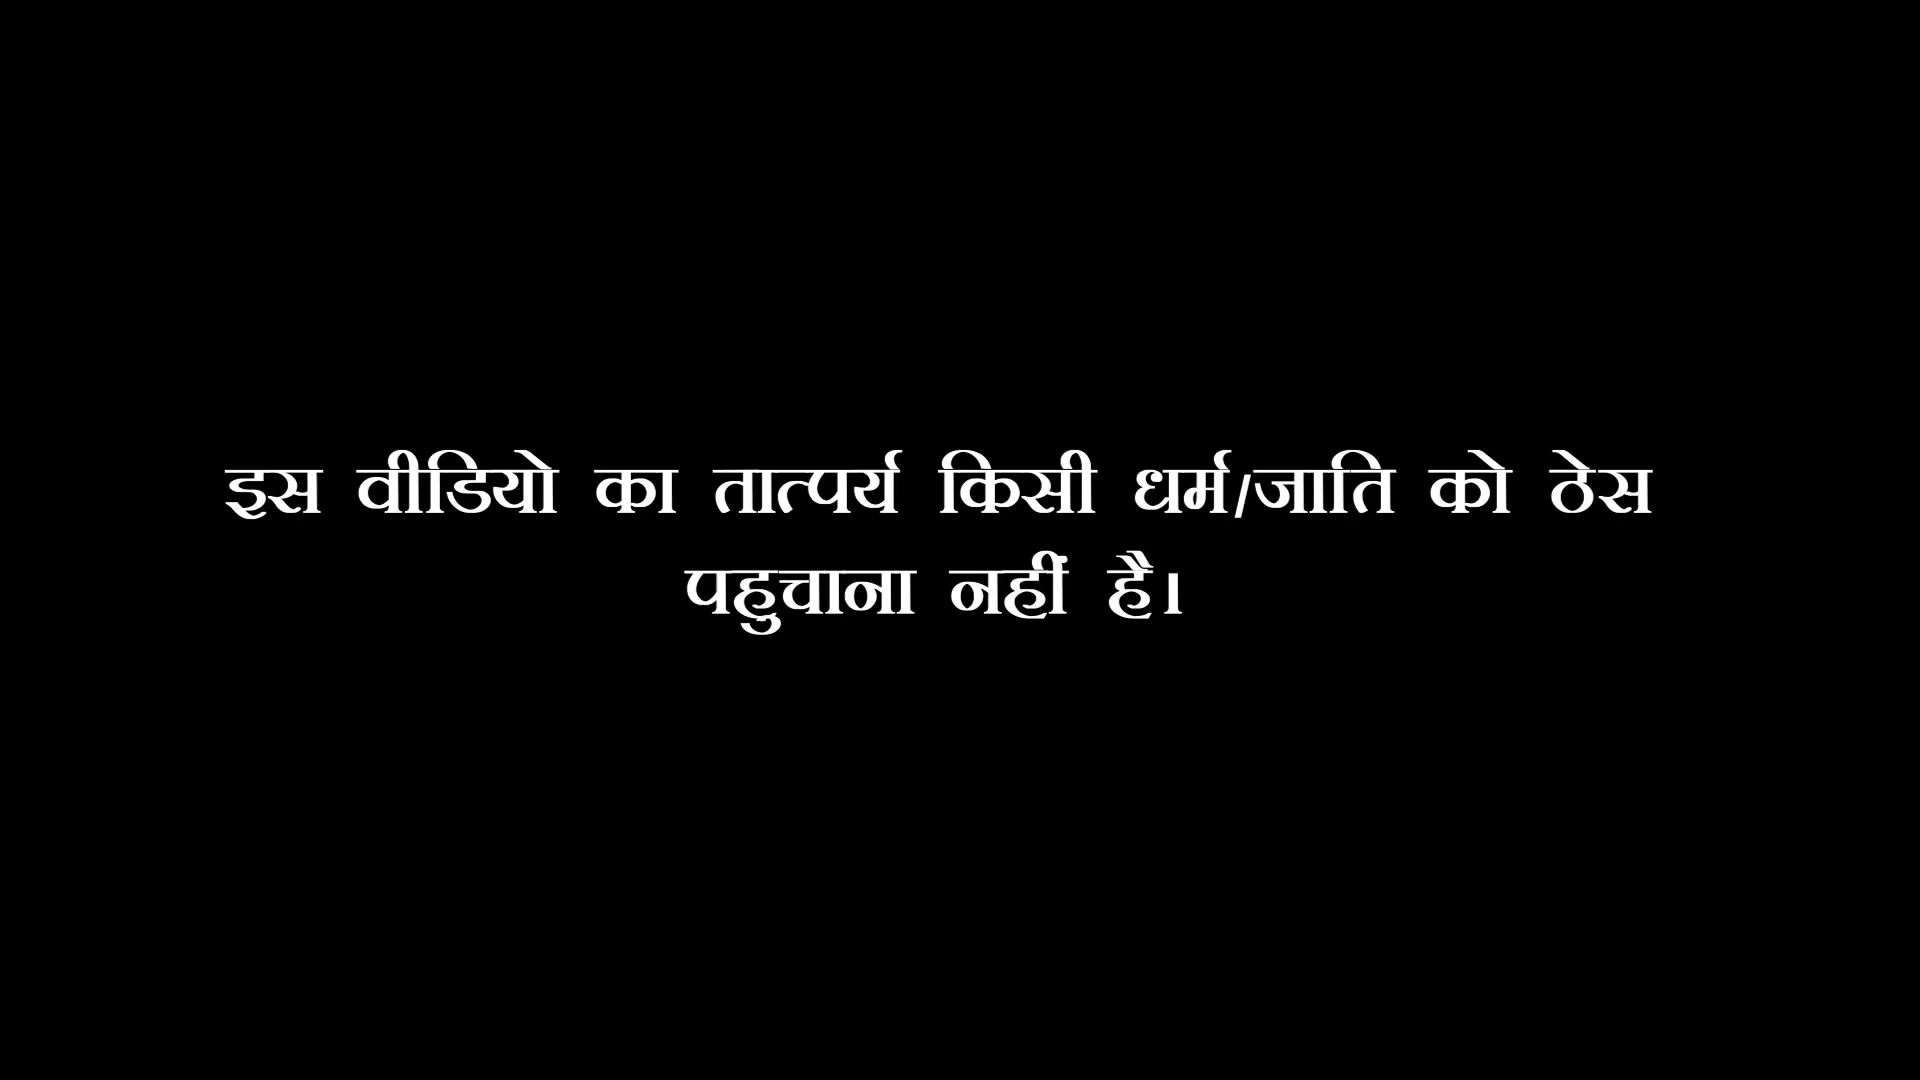 इस वीडियो का तात्पर्य किसी धर्म/जाति को ठेस
पहुचाना नहीं है।